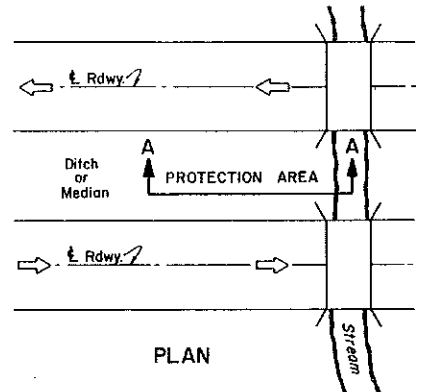 ℄ Rdwy.
A A
Ditch
or
Median
PROTECTION AREA
℄ Rdwy.
PLAN
Stream